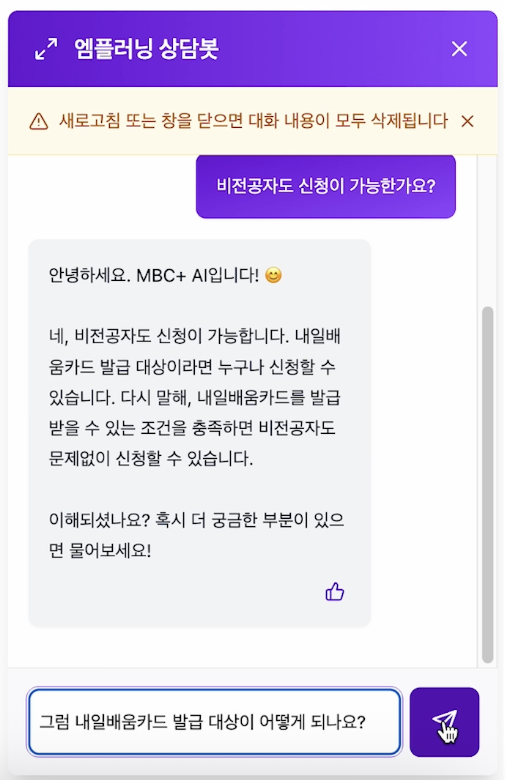 엠플러닝 상담봇
새로고침 또는 창을 닫으면 대화 내용이 모두 삭제됩니다
비전공자도 신청이 가능한가요?
안녕하세요. MBC+ AI입니다! 😊
네, 비전공자도 신청이 가능합니다. 내일배
움카드 발급 대상이라면 누구나 신청할 수
있습니다. 다시 말해, 내일배움카드를 발급
받을 수 있는 조건을 충족하면 비전공자도
문제없이 신청할 수 있습니다.
이해되셨나요? 혹시 더 궁금한 부분이 있으
면 물어보세요!
그럼 내일배움카드 발급 대상이 어떻게 되나요?